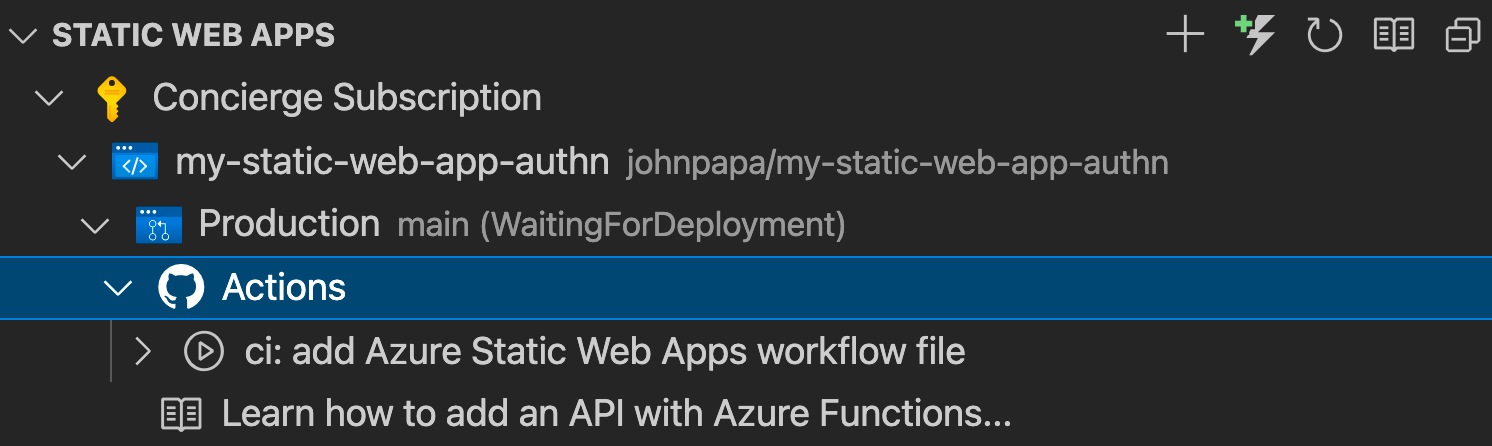 STATIC WEB APPS
Concierge Subscription
my-static-web-app-authn johnpapa/my-static-web-app-authn
Production main (WaitingForDeployment)
Actions
ci: add Azure Static Web Apps workflow file
Learn how to add an API with Azure Functions...